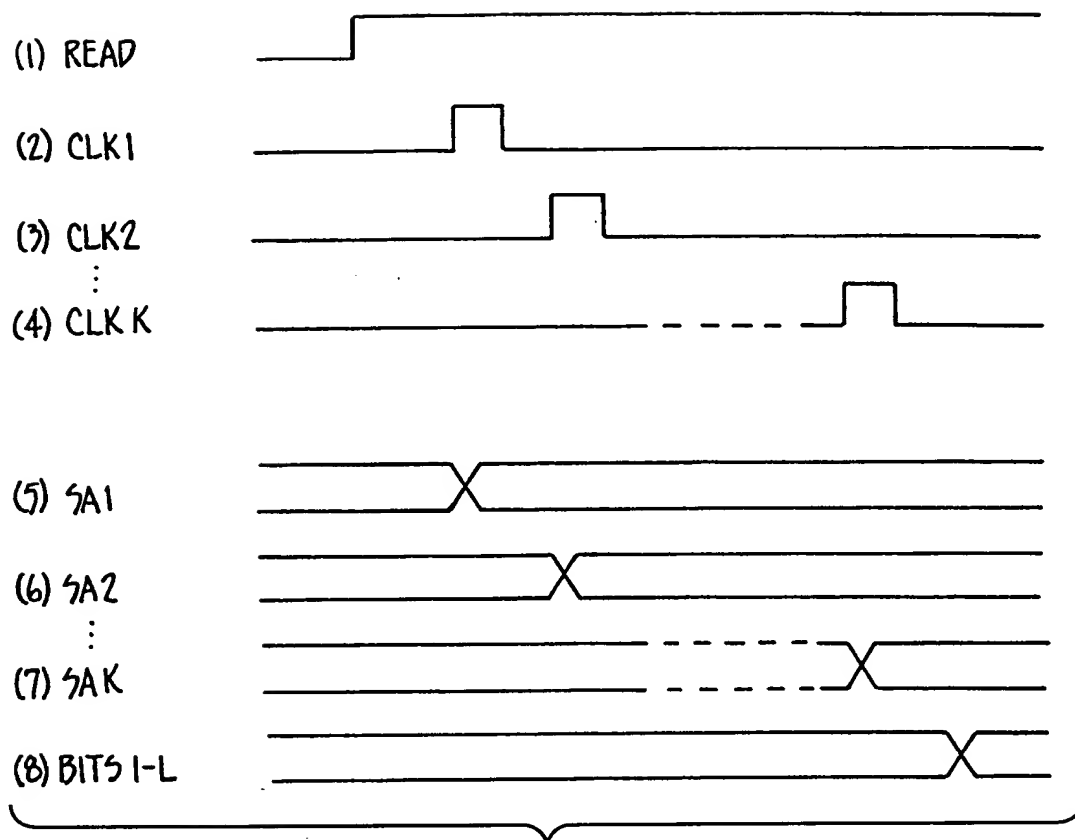 (1) READ
(2) CLK1
(3) CLK2
⋮
(4) CLK K
(5) SA1
(6) SA2
⋮
(7) SAK
(8) BITS 1-L